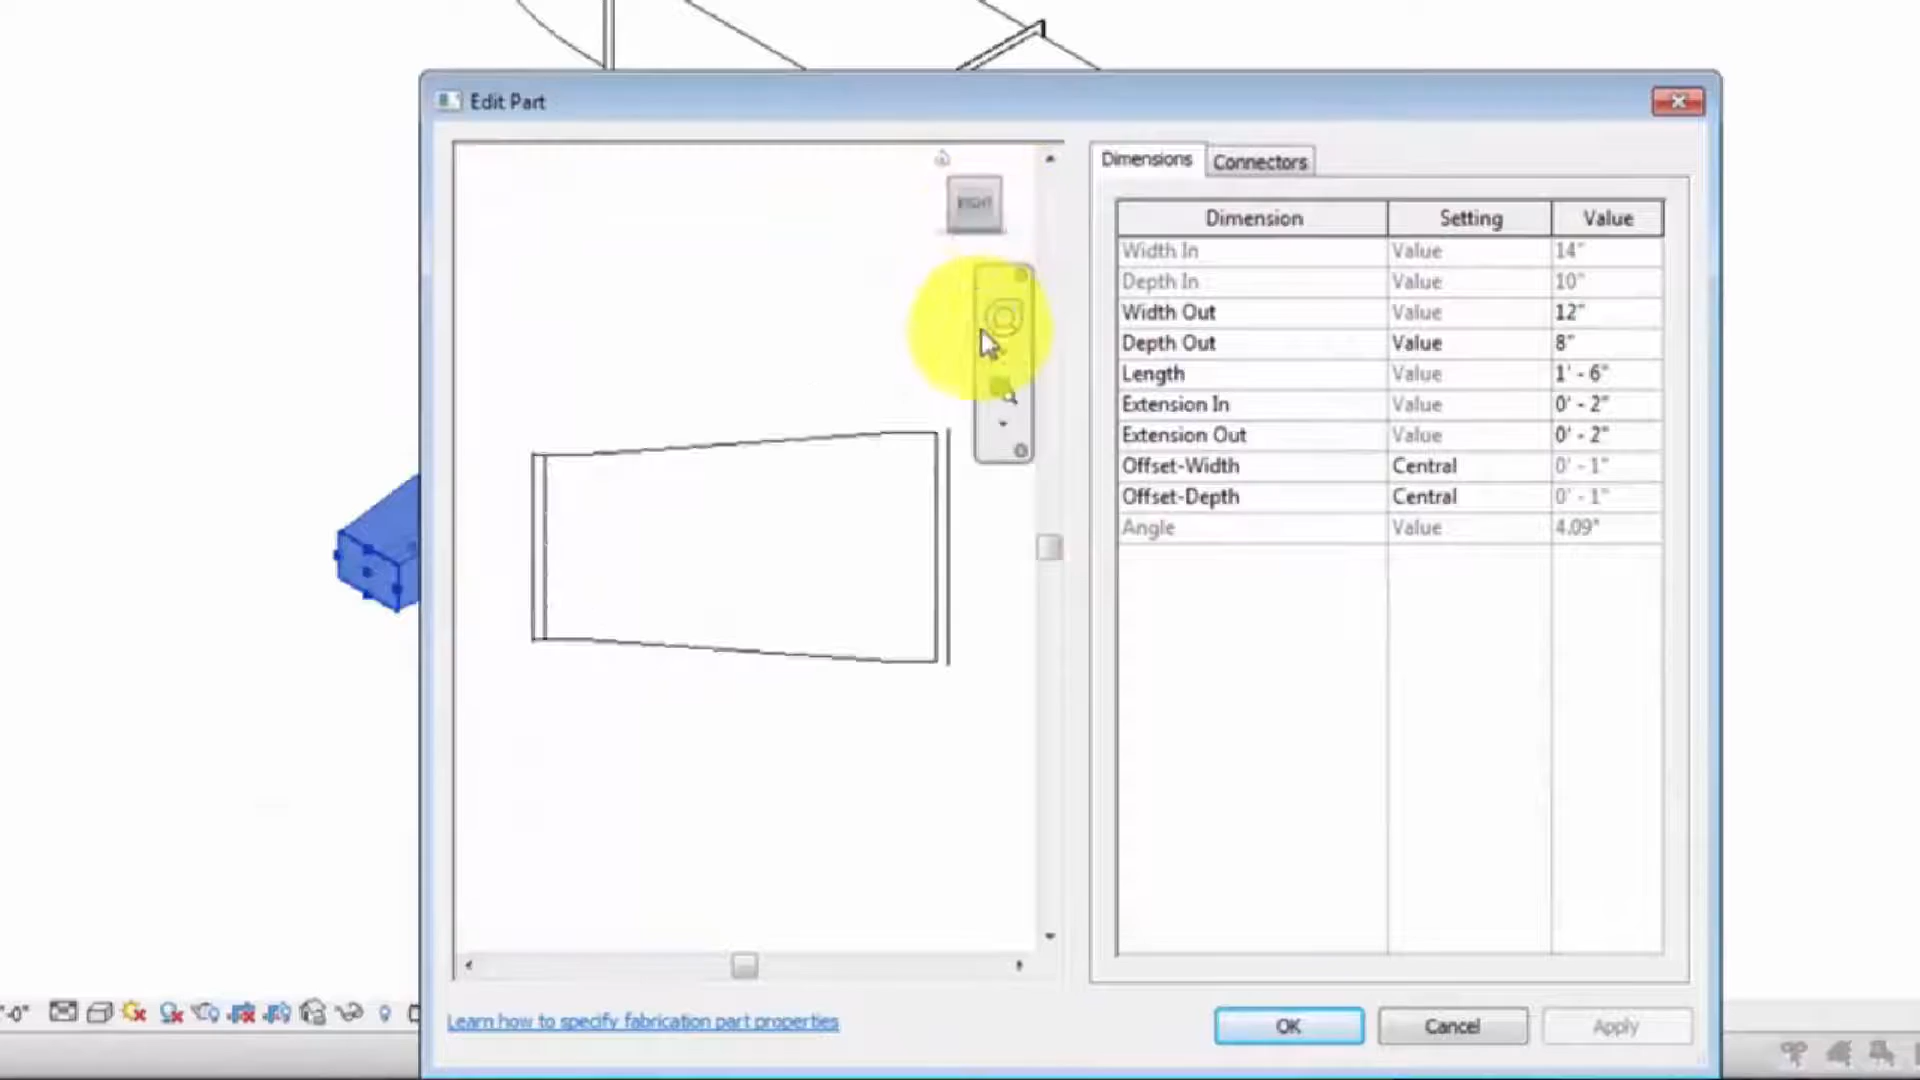 Edit Part
RIGHT
Dimensions Connectors
Dimension Setting Value
Width In Value 14"
Depth In Value 10"
Width Out Value 12"
Depth Out Value 8"
Length Value 1' - 6"
Extension In Value 0' - 2"
Extension Out Value 0' - 2"
Offset-Width Central 0' - 1"
Offset-Depth Central 0' - 1"
Angle Value 4.09°
-0"
Learn how to specify fabrication part properties
OK Cancel Apply